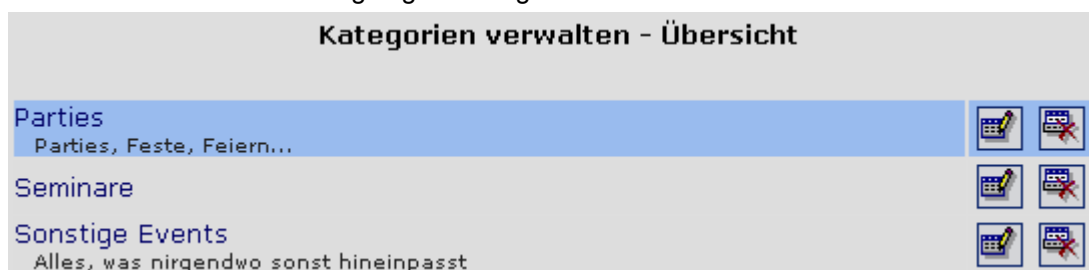 Kategorien verwalten - Übersicht
Parties
Parties, Feste, Feiern...
Seminare
Sonstige Events
Alles, was nirgendwo sonst hineinpasst